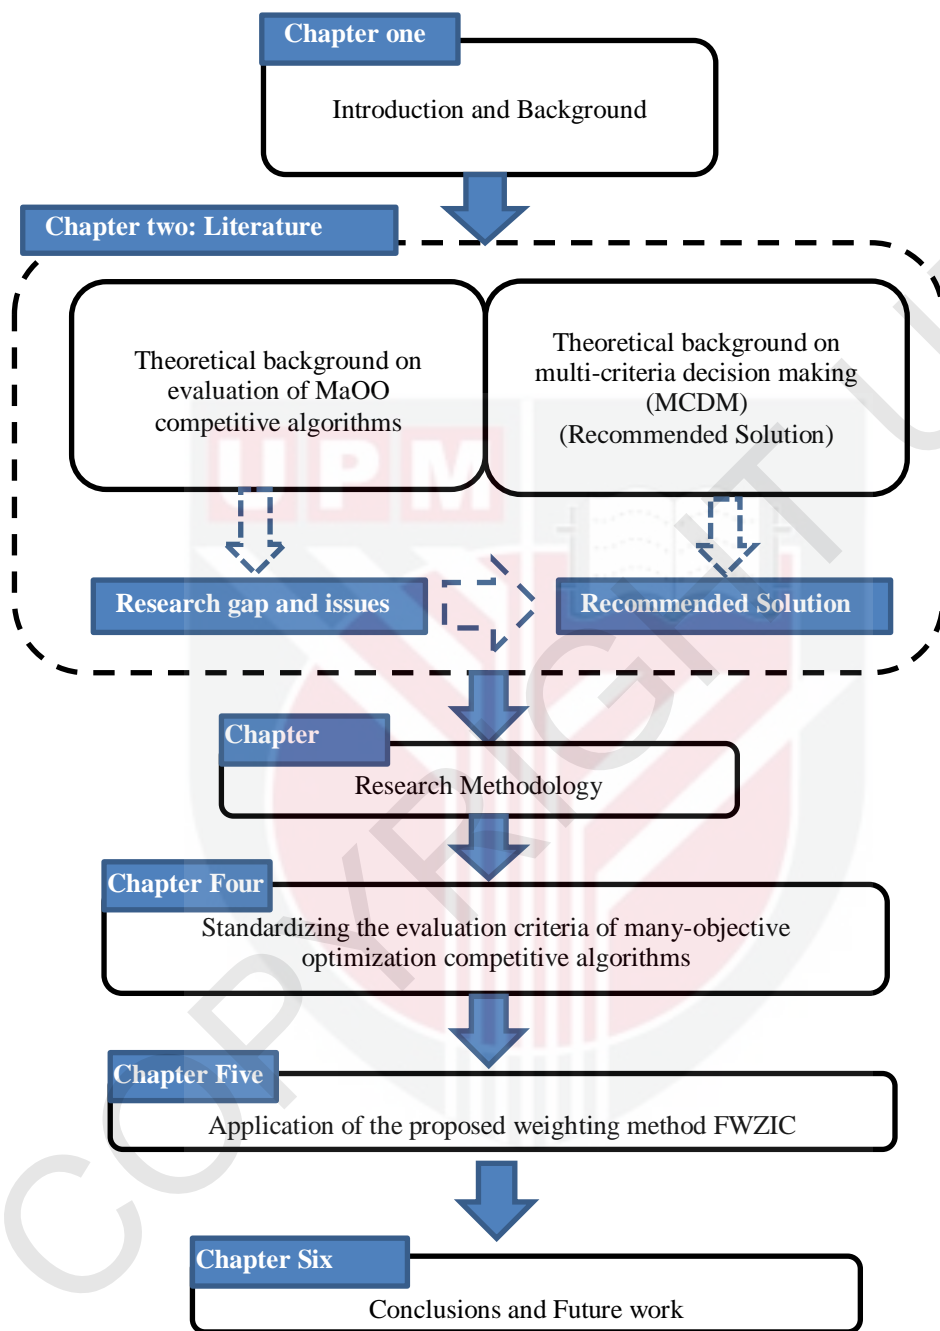 Chapter one
Introduction and Background
Chapter two: Literature
Theoretical background on
evaluation of MaOO
competitive algorithms
Theoretical background on
multi-criteria decision making
(MCDM)
(Recommended Solution)
UPM
Research gap and issues
Recommended Solution
Chapter
Research Methodology
Chapter Four
Standardizing the evaluation criteria of many-objective
optimization competitive algorithms
Chapter Five
Application of the proposed weighting method FWZIC
Chapter Six
Conclusions and Future work
COPYRIGHT U